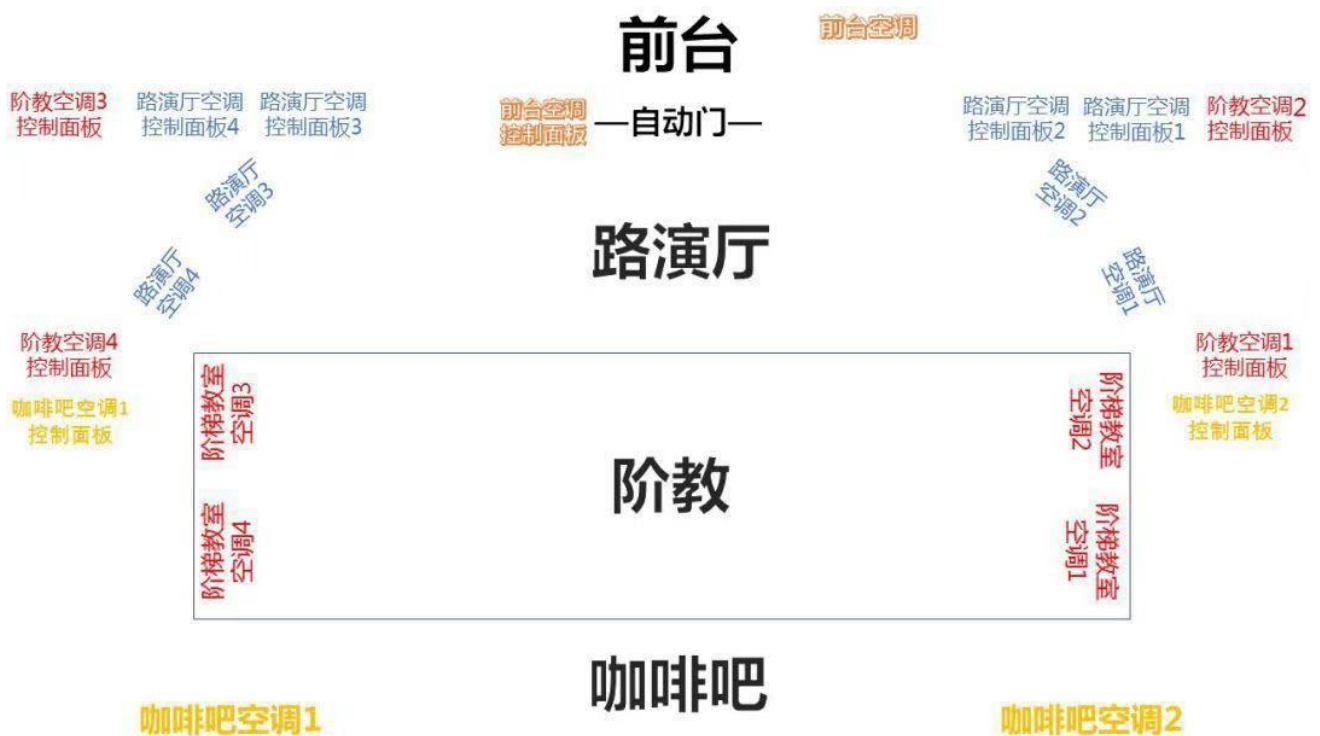 前台
前台空调
阶教空调3
控制面板
路演厅空调
控制面板4
路演厅空调
控制面板3
前台空调
控制面板
—自动门—
路演厅空调
控制面板2
路演厅空调
控制面板1
阶教空调2
控制面板
路演厅
空调3
路演厅
空调2
路演厅
路演厅
空调4
路演厅
空调1
阶教空调4
控制面板
阶教空调1
控制面板
咖啡吧空调1
控制面板
咖啡吧空调2
控制面板
阶梯教室
空调3
阶梯教室
空调2
阶教
阶梯教室
空调4
阶梯教室
空调1
咖啡吧
咖啡吧空调1
咖啡吧空调2